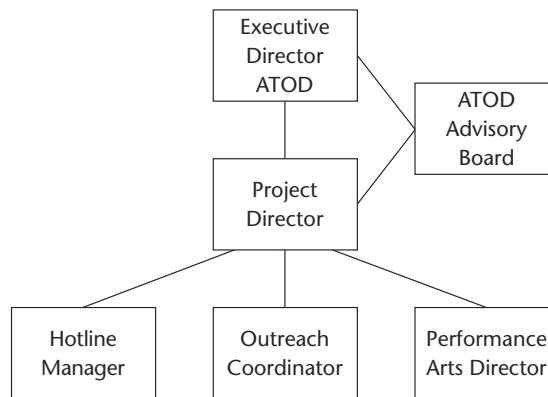 Executive
Director
ATOD
ATOD
Advisory
Board
Project
Director
Hotline
Manager
Outreach
Coordinator
Performance
Arts Director